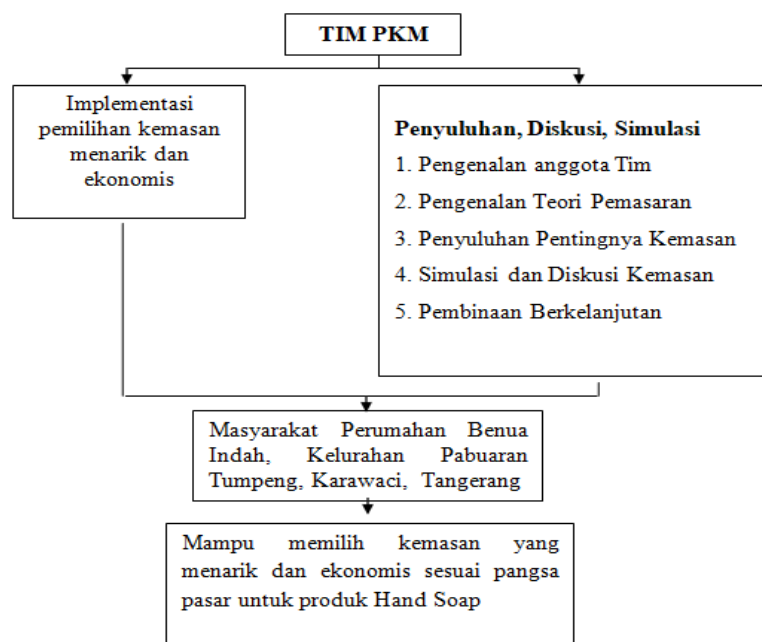 TIM PKM
Implementasi
pemilihan kemasan
menarik dan
ekonomis
Penyuluhan, Diskusi, Simulasi
1. Pengenalan anggota Tim
2. Pengenalan Teori Pemasaran
3. Penyuluhan Pentingnya Kemasan
4. Simulasi dan Diskusi Kemasan
5. Pembinaan Berkelanjutan
Masyarakat Perumahan Benua
Indah, Kelurahan Pabuaran
Tumpeng, Karawaci, Tangerang
Mampu memilih kemasan yang
menarik dan ekonomis sesuai pangsa
pasar untuk produk Hand Soap